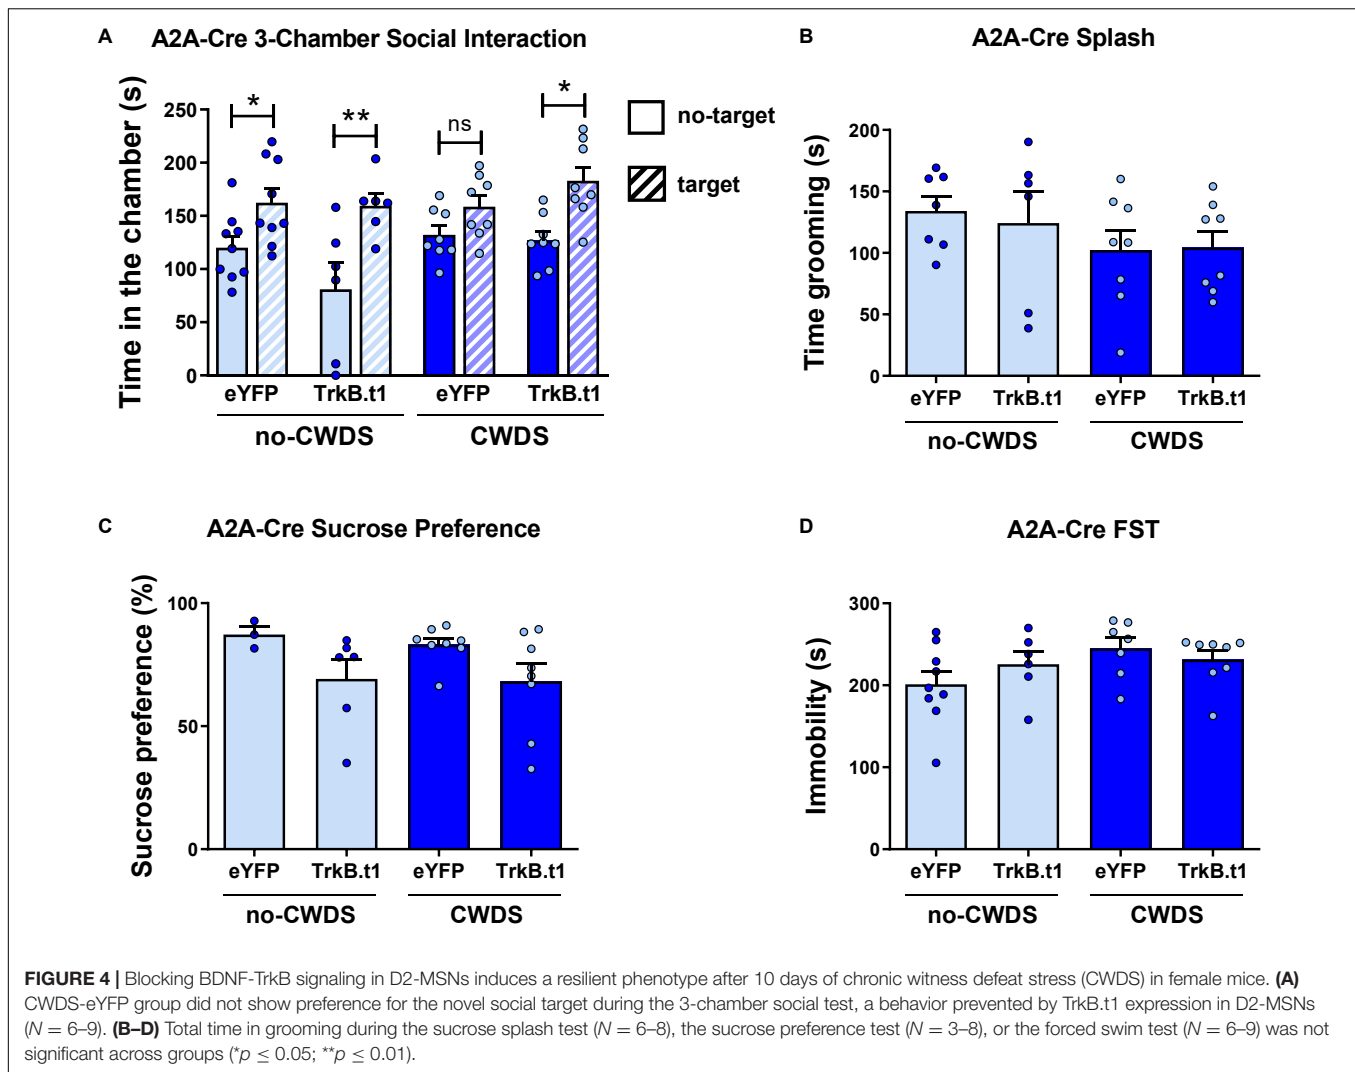 A
A2A-Cre 3-Chamber Social Interaction
Time in the chamber (s)
250
200
150
100
50
0
*
**
ns
*
no-target
target
eYFP TrkB.t1 eYFP TrkB.t1
no-CWDS CWDS
B
A2A-Cre Splash
Time grooming (s)
200
150
100
50
0
eYFP TrkB.t1 eYFP TrkB.t1
no-CWDS CWDS
C
A2A-Cre Sucrose Preference
Sucrose preference (%)
100
50
0
eYFP TrkB.t1 eYFP TrkB.t1
no-CWDS CWDS
D
A2A-Cre FST
Immobility (s)
300
200
100
0
eYFP TrkB.t1 eYFP TrkB.t1
no-CWDS CWDS
FIGURE 4 | Blocking BDNF-TrkB signaling in D2-MSNs induces a resilient phenotype after 10 days of chronic witness defeat stress (CWDS) in female mice. (A)
CWDS-eYFP group did not show preference for the novel social target during the 3-chamber social test, a behavior prevented by TrkB.t1 expression in D2-MSNs
(N = 6–9). (B–D) Total time in grooming during the sucrose splash test (N = 6–8), the sucrose preference test (N = 3–8), or the forced swim test (N = 6–9) was not
significant across groups (*p ≤ 0.05; **p ≤ 0.01).